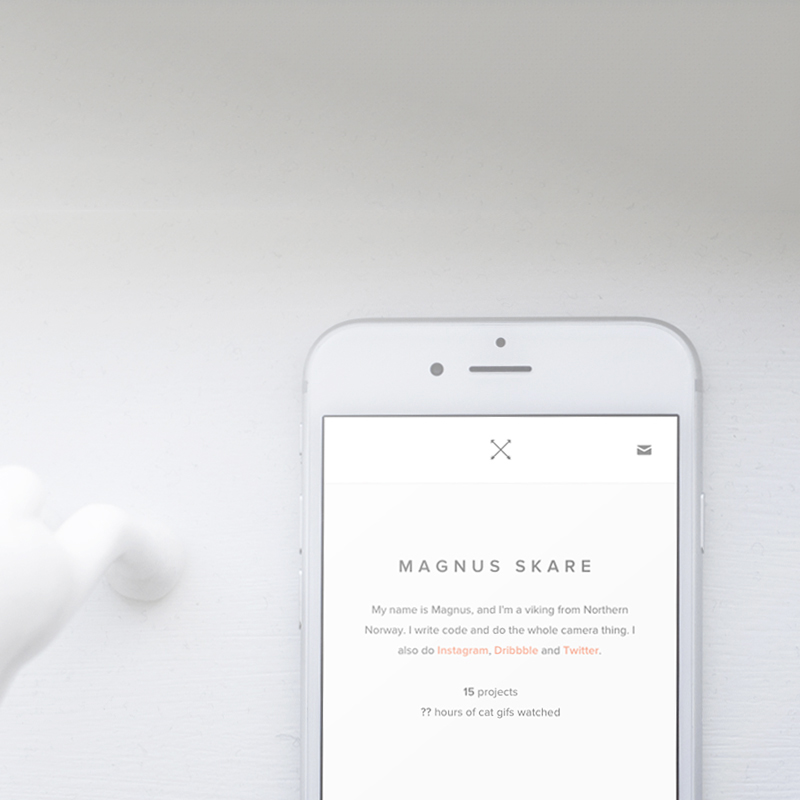 MAGNUS SKARE
My name is Magnus, and I'm a viking from Northern
Norway. I write code and do the whole camera thing. I
also do Instagram, Dribbble and Twitter.
15 projects
?? hours of cat gifs watched